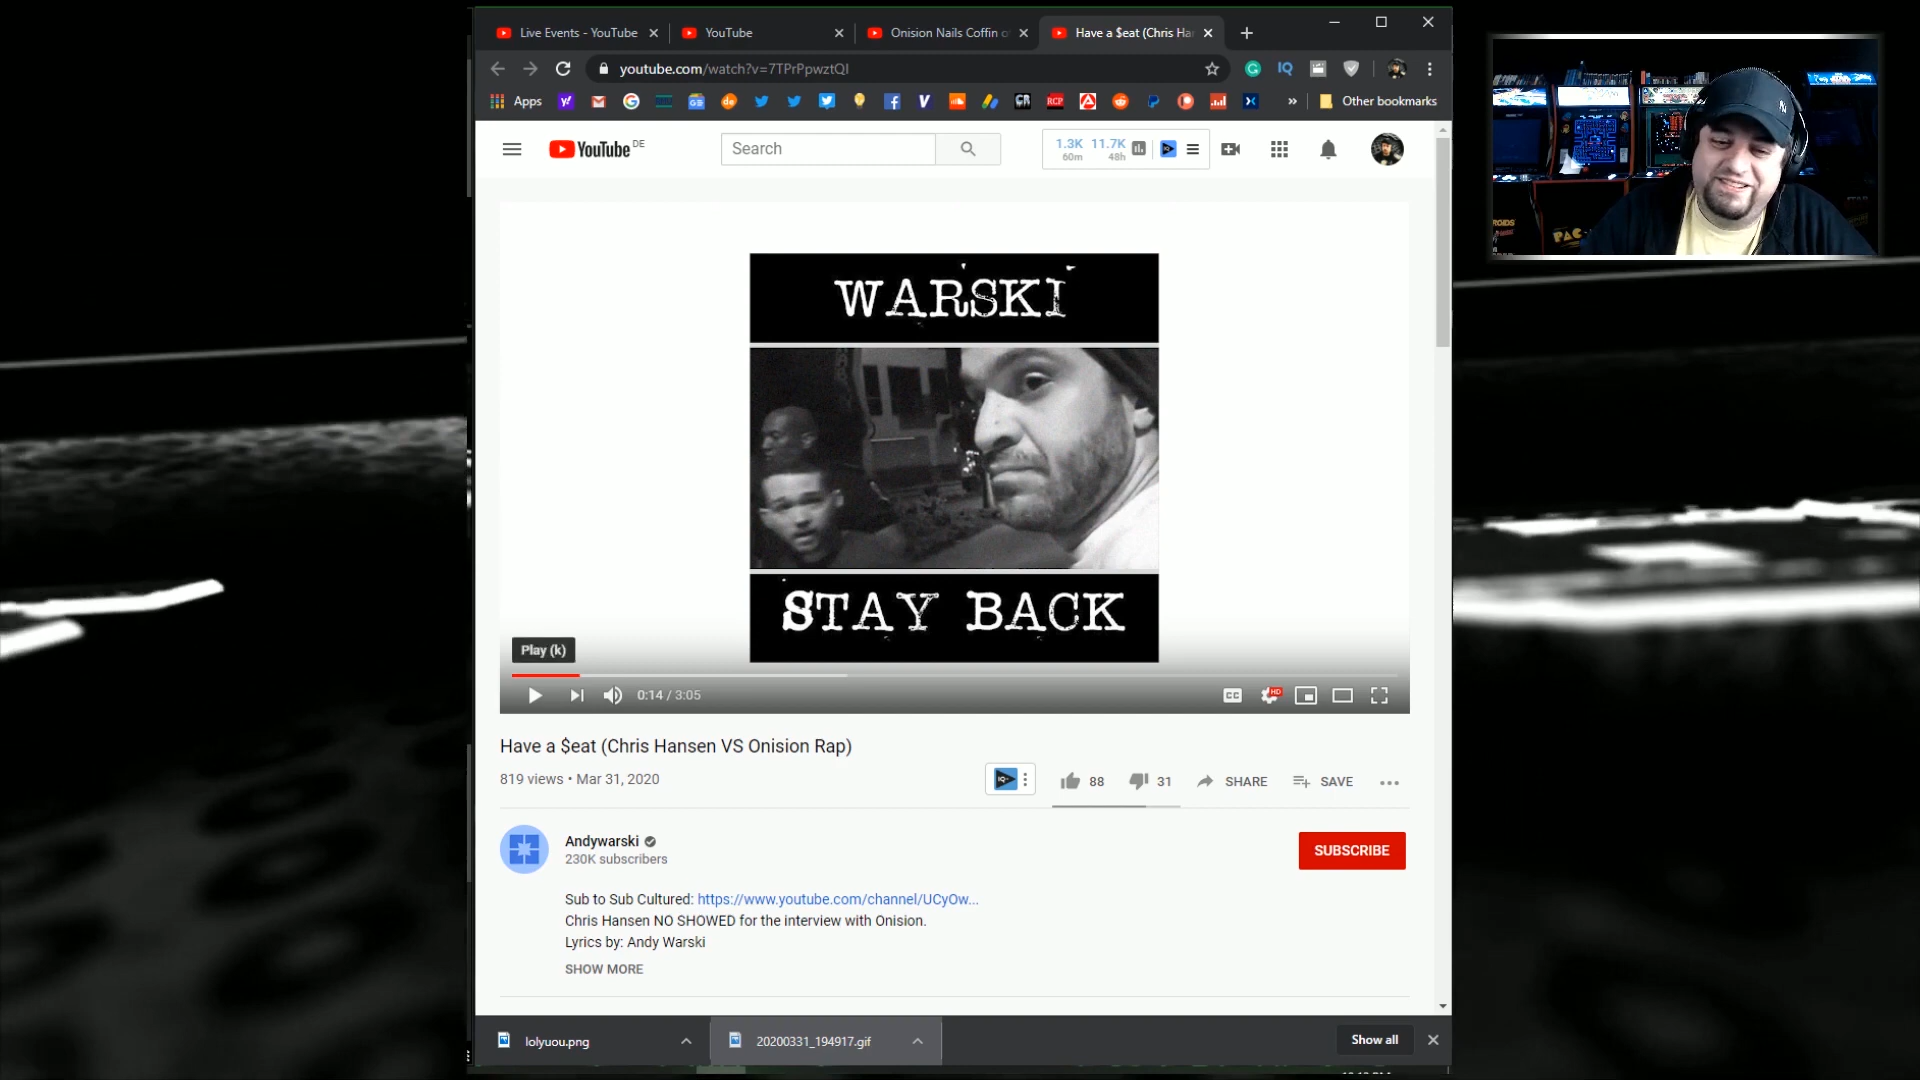 Live Events - YouTube
YouTube
Onision Nails Coffin o
Have a $eat (Chris Ha
youtube.com/watch?v=7TPrPpwztQI
Apps
Other bookmarks
YouTube DE
Search
1.3K 11.7K
60m 48h
WARSKI
STAY BACK
Play (k)
0:14 / 3:05
CC
HD
Have a $eat (Chris Hansen VS Onision Rap)
819 views • Mar 31, 2020
88
31
SHARE
SAVE
Andywarski
230K subscribers
SUBSCRIBE
Sub to Sub Cultured: https://www.youtube.com/channel/UCyOw...
Chris Hansen NO SHOWED for the interview with Onision.
Lyrics by: Andy Warski
SHOW MORE
lolyuou.png
20200331_194917.gif
Show all